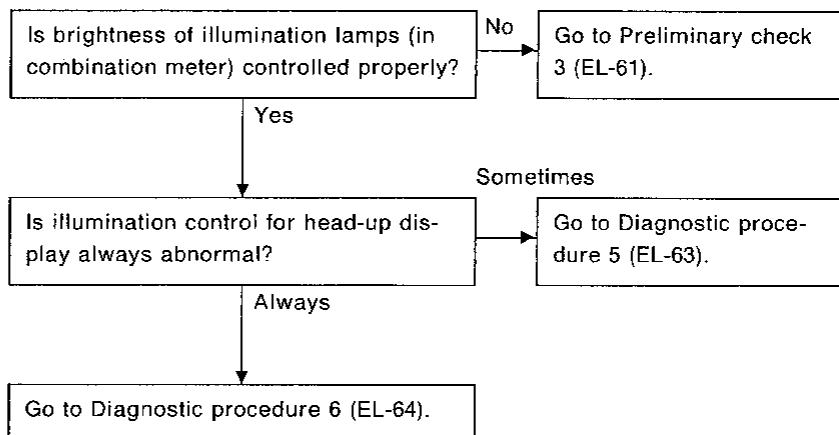 Is brightness of illumination lamps (in
combination meter) controlled properly?
No
Go to Preliminary check
3 (EL-61).
Yes
Is illumination control for head-up dis-
play always abnormal?
Sometimes
Go to Diagnostic proce-
dure 5 (EL-63).
Always
Go to Diagnostic procedure 6 (EL-64).